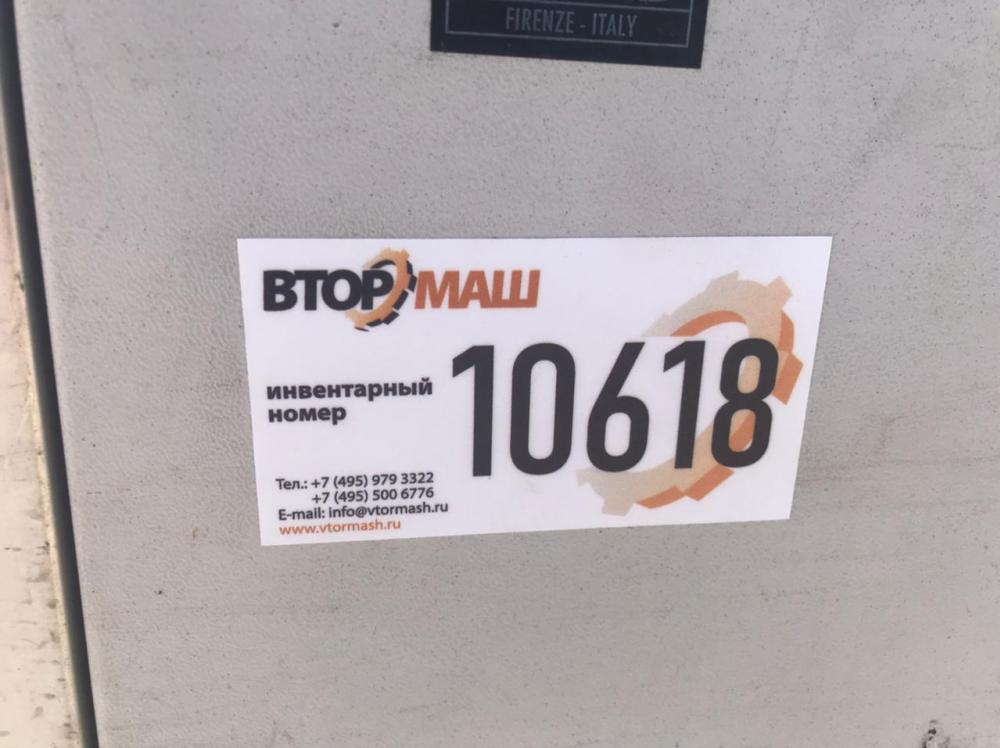 FIRENZE - ITALY
ВТОРМАШ
инвентарный
номер
10618
Тел.: +7 (495) 979 3322
+7 (495) 500 6776
E-mail: info@vtormash.ru
www.vtormash.ru